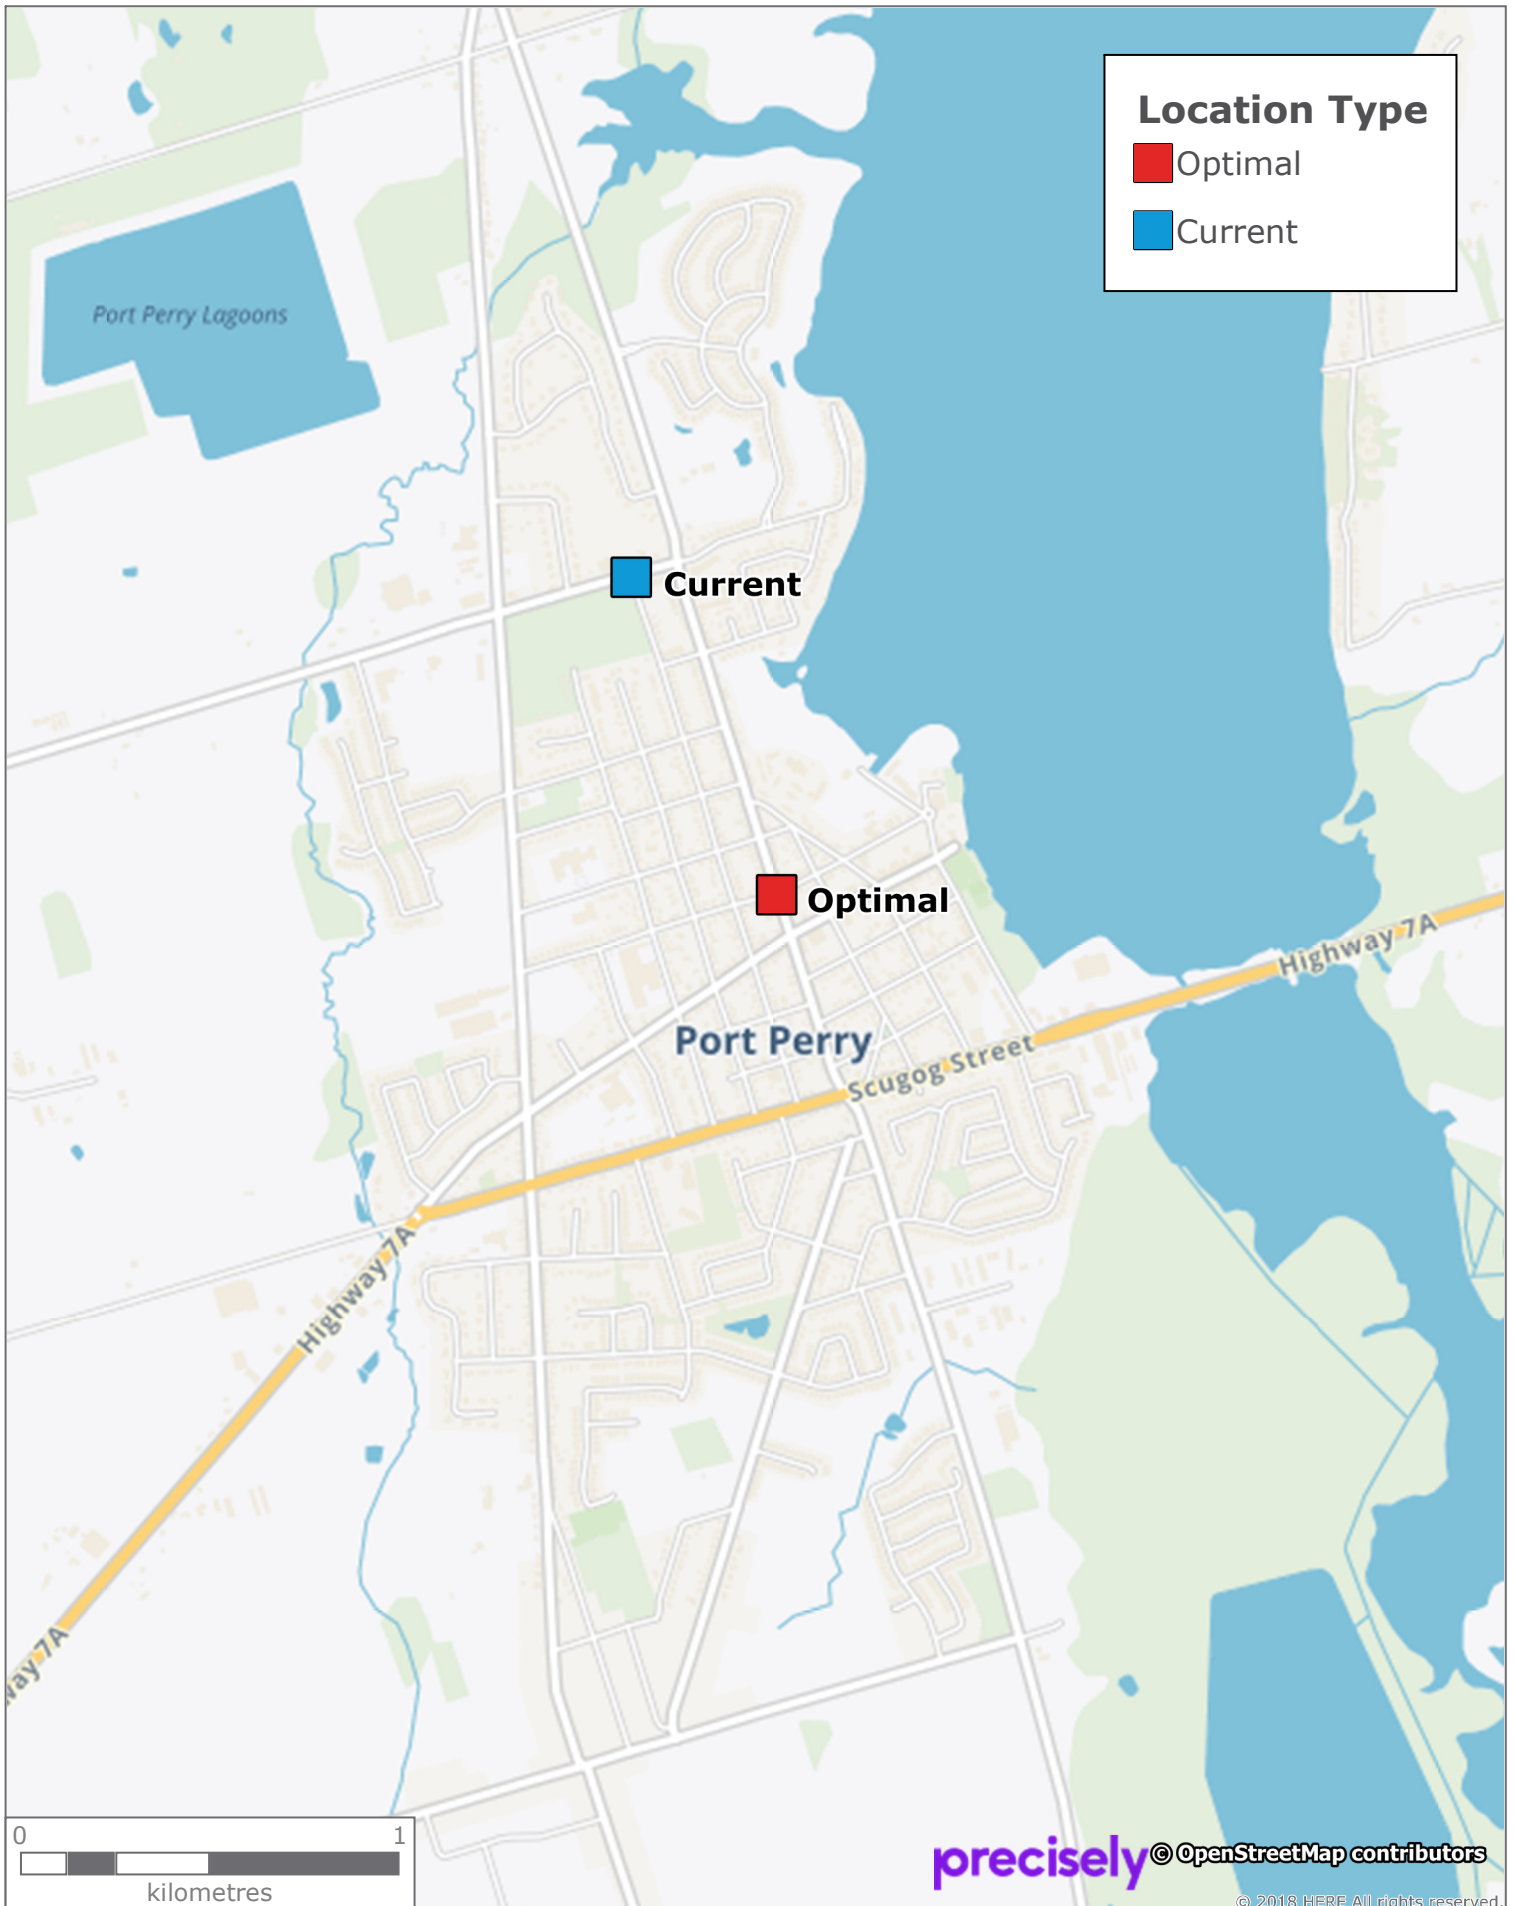 Location Type
Optimal
Current
Port Perry Lagoons
Current
Optimal
Highway 7A
Port Perry
Scugog Street
Highway 7A
way 7A
0 1
kilometres
precisely
© OpenStreetMap contributors
© 2018 HERE All rights reserved.